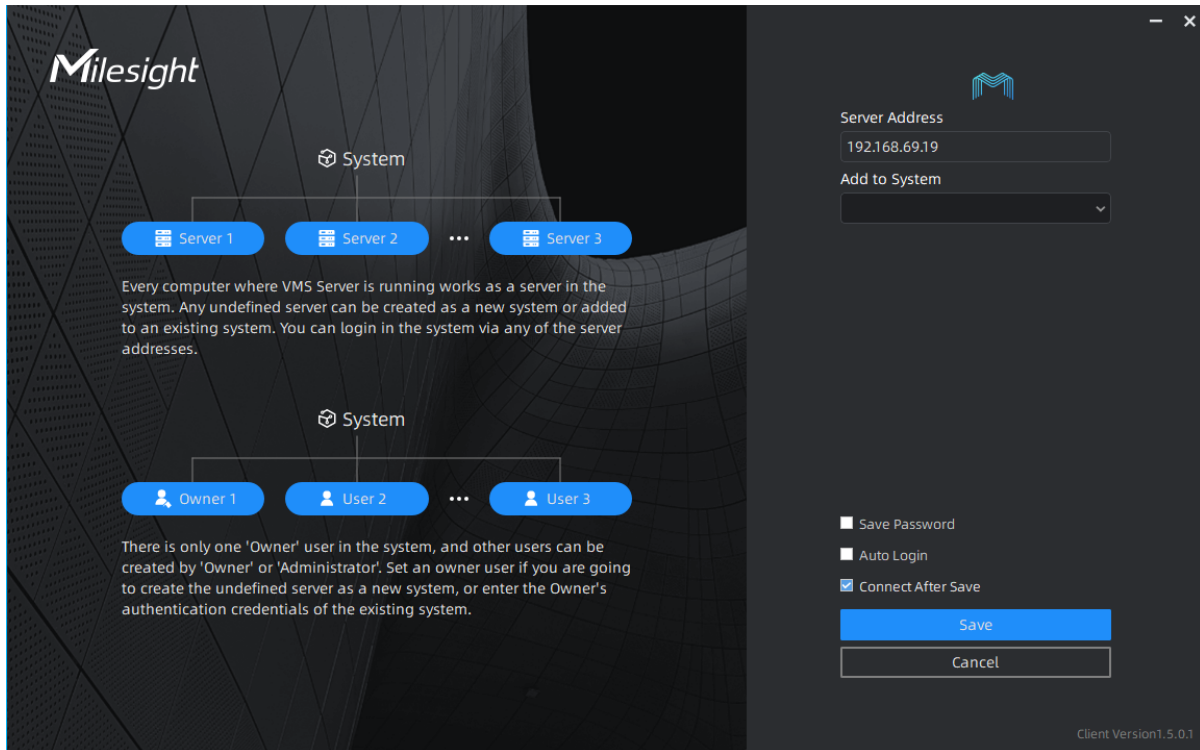 Milesight
System
Server 1
Server 2
...
Server 3
Every computer where VMS Server is running works as a server in the
system. Any undefined server can be created as a new system or added
to an existing system. You can login in the system via any of the server
addresses.
System
Owner 1
User 2
...
User 3
There is only one 'Owner' user in the system, and other users can be
created by 'Owner' or 'Administrator'. Set an owner user if you are going
to create the undefined server as a new system, or enter the Owner's
authentication credentials of the existing system.
Server Address
192.168.69.19
Add to System
Save Password
Auto Login
Connect After Save
Save
Cancel
Client Version1.5.0.1